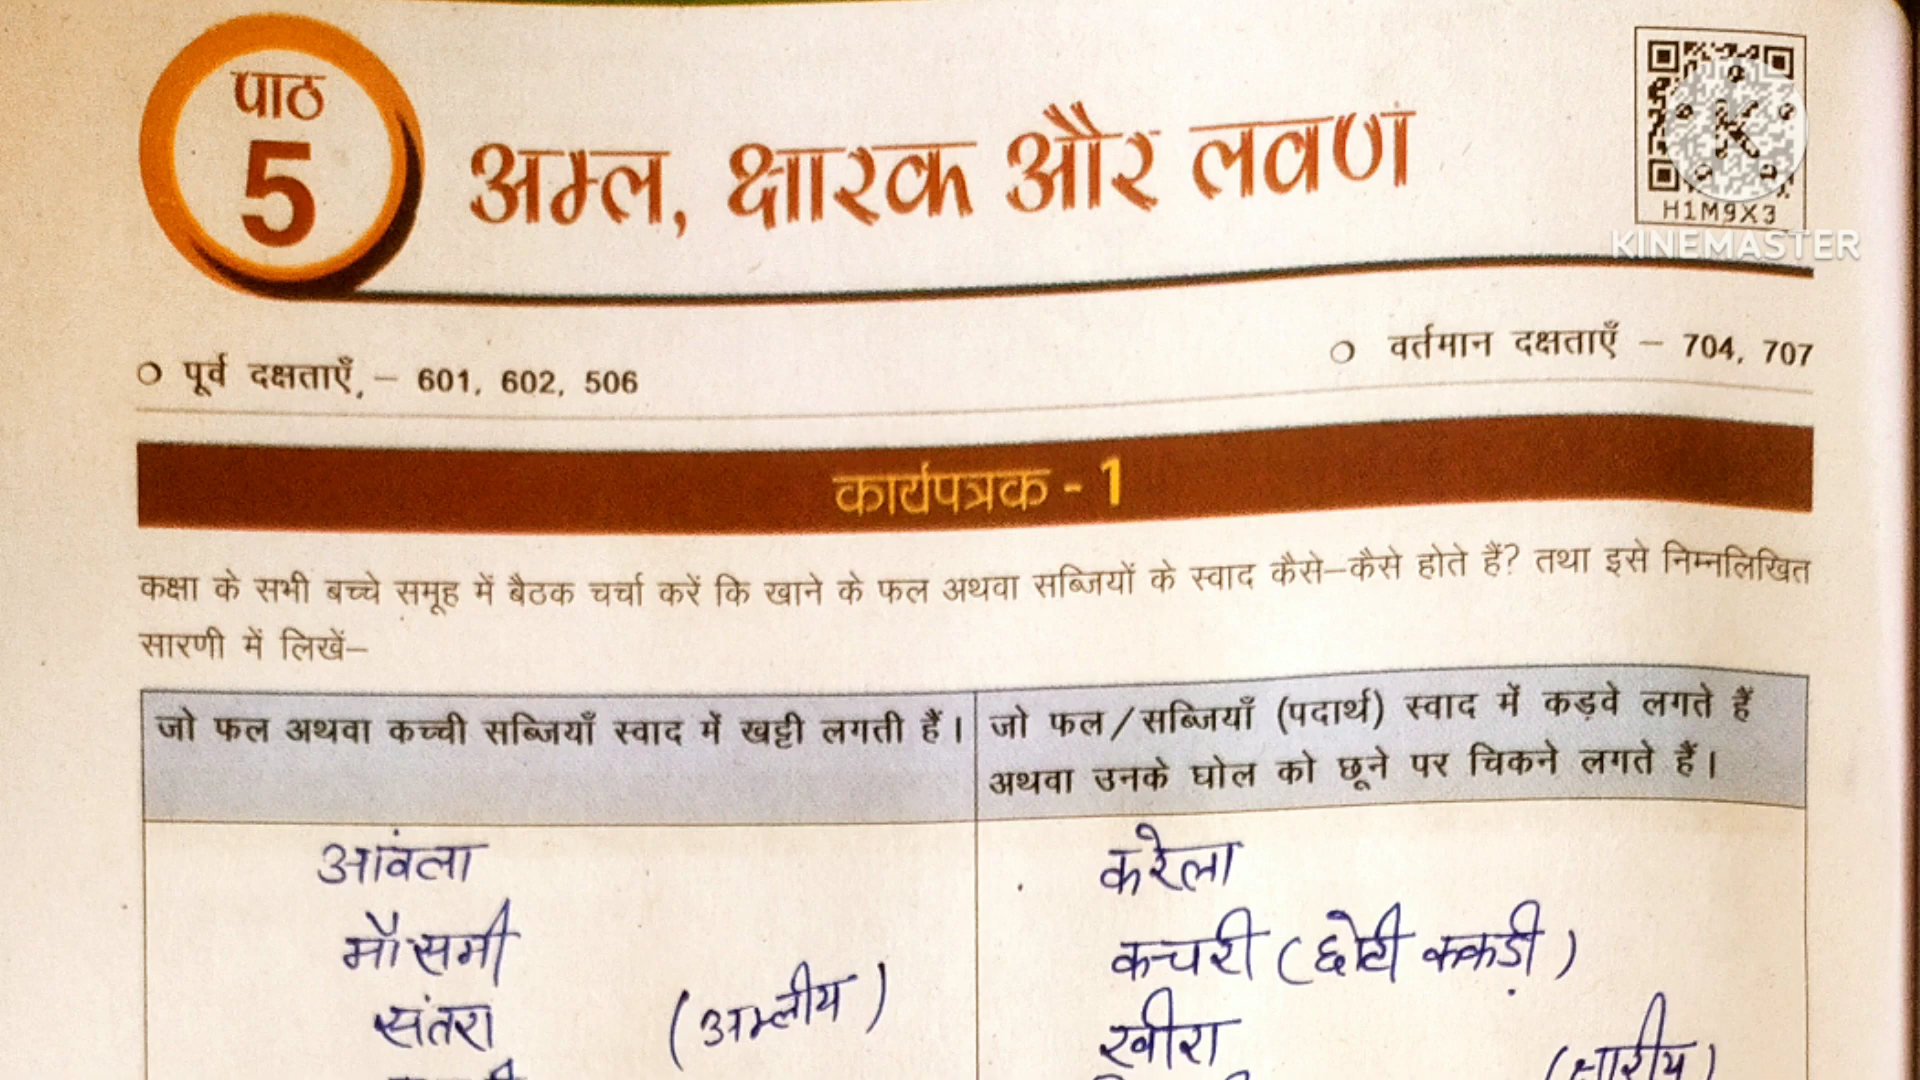 पाठ
5
अम्ल, क्षारक और लवण
H1M9X3
KINEMASTER
पूर्व दक्षताएँ, – 601, 602, 506
वर्तमान दक्षताएँ – 704, 707
कार्यपत्रक - 1
कक्षा के सभी बच्चे समूह में बैठक चर्चा करें कि खाने के फल अथवा सब्जियों के स्वाद कैसे–कैसे होते हैं? तथा इसे निम्नलिखित
सारणी में लिखें–
जो फल अथवा कच्ची सब्जियाँ स्वाद में खट्टी लगती हैं।
जो फल/सब्जियाँ (पदार्थ) स्वाद में कड़वे लगते हैं
अथवा उनके घोल को छूने पर चिकने लगते हैं।
आंवला
मौसमी
संतरा (अम्लीय)
करेला
कचरी (छोटी ककड़ी)
खीरा
(क्षारीय)